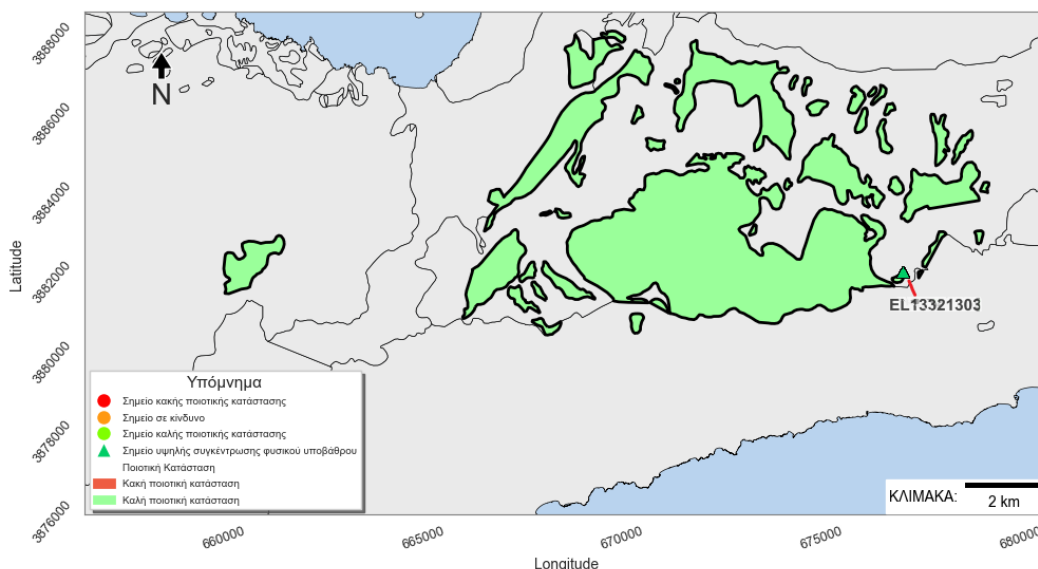 3888000
3886000
3884000
3882000
3880000
3878000
3876000
Latitude
N
EL13321303
Υπόμνημα
Σημείο κακής ποιοτικής κατάστασης
Σημείο σε κίνδυνο
Σημείο καλής ποιοτικής κατάστασης
Σημείο υψηλής συγκέντρωσης φυσικού υποβάθρου
Ποιοτική Κατάσταση
Κακή ποιοτική κατάσταση
Καλή ποιοτική κατάσταση
ΚΛΙΜΑΚΑ:
2 km
660000
665000
670000
675000
680000
Longitude